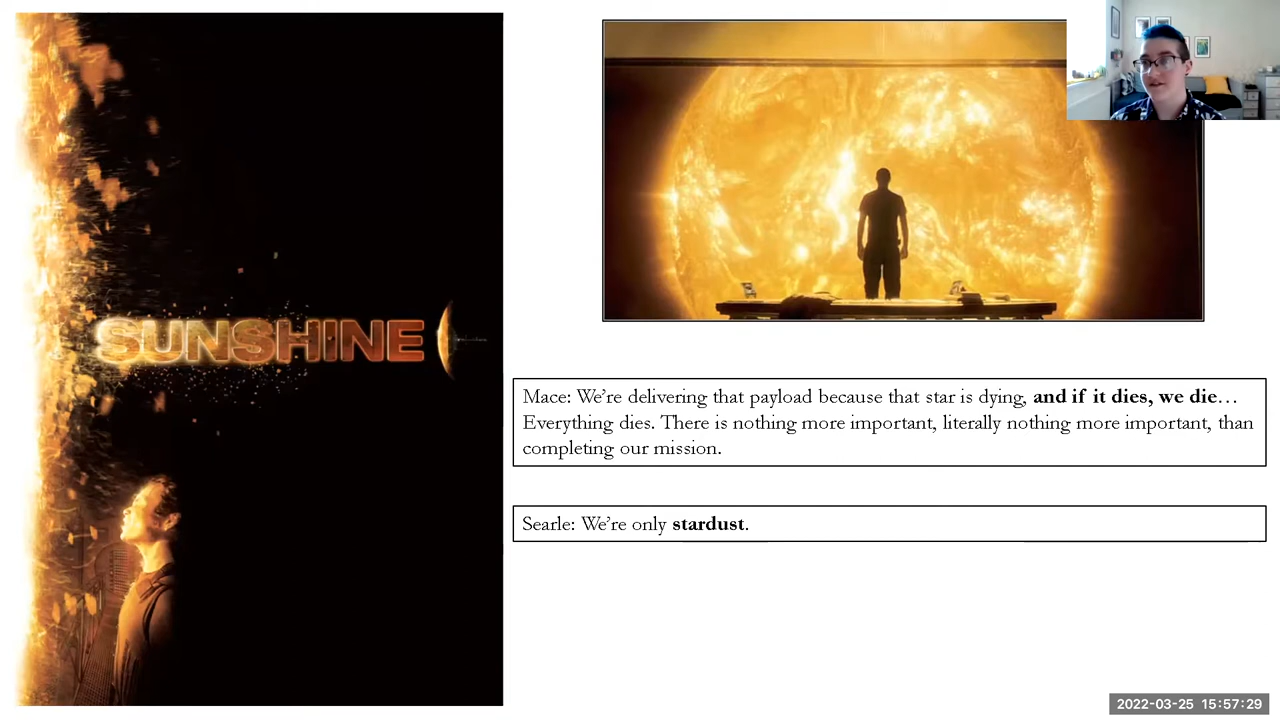 SUNSHINE
Mace: We’re delivering that payload because that star is dying, and if it dies, we die…
Everything dies. There is nothing more important, literally nothing more important, than
completing our mission.
Searle: We’re only stardust.
2022-03-25 15:57:29